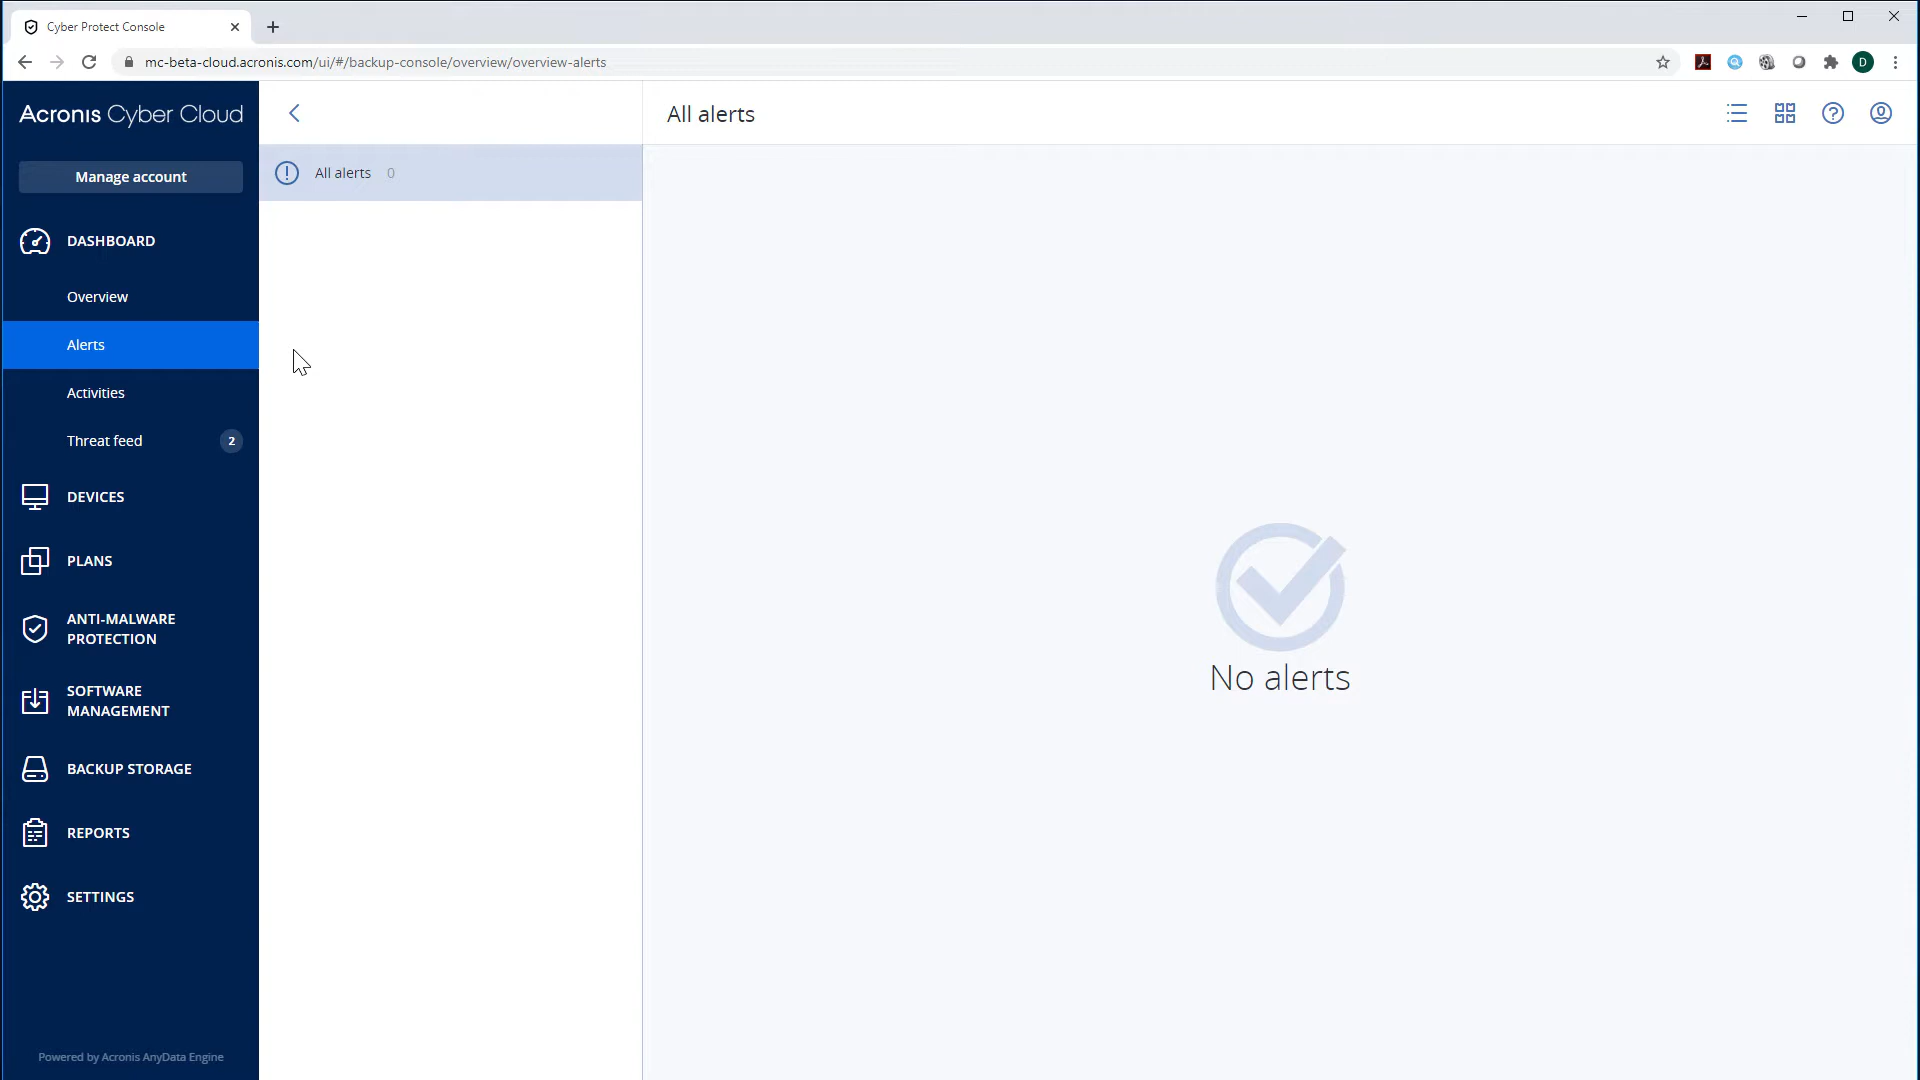 Cyber Protect Console
mc-beta-cloud.acronis.com/ui/#/backup-console/overview/overview-alerts
D
Acronis Cyber Cloud
Manage account
DASHBOARD
Overview
Alerts
Activities
Threat feed 2
DEVICES
PLANS
ANTI-MALWARE
PROTECTION
SOFTWARE
MANAGEMENT
BACKUP STORAGE
REPORTS
SETTINGS
Powered by Acronis AnyData Engine
All alerts 0
All alerts
No alerts